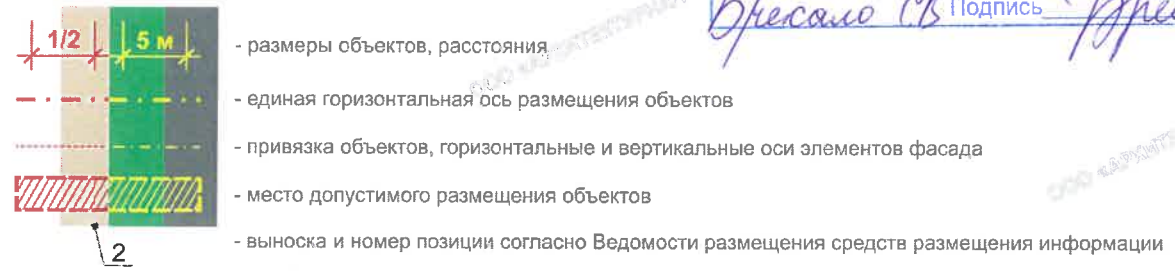 Подпись
1/2 5 м - размеры объектов, расстояния
- единая горизонтальная ось размещения объектов
- привязка объектов, горизонтальные и вертикальные оси элементов фасада
- место допустимого размещения объектов
- выноска и номер позиции согласно Ведомости размещения средств размещения информации
2